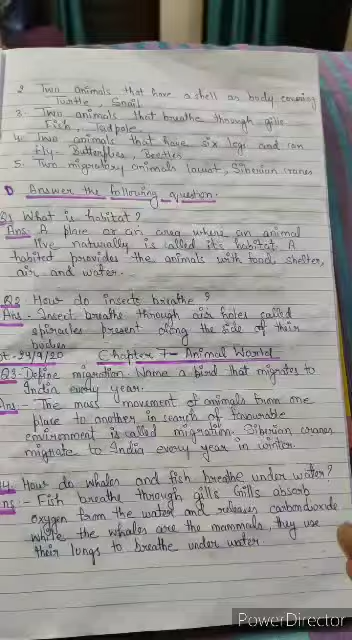 2. Two animals that have a shell as body covering
Turtle, Snail
3. Two animals that breathe through gills
Fish, Tadpole
4. Two animals that have six legs and can
fly. Butterflies, Beetles
5. Two migratory animals locust, Siberian cranes
D Answer the following question.
Q1 What is habitat?
Ans. A place or an area where an animal
live naturally is called its habitat. A
habitat provides the animals with food, shelter,
air and water.
Q2 How do insects breathe?
Ans - Insect breathe through air holes called
spiracles present along the side of their
bodies
Dt. 29/9/20 Chapter 7 - Animal World
Q3 - Define migration. Name a bird that migrates to
India every year.
Ans - The mass movement of animals from one
place to another in search of favourable
environment is called migration. Siberian cranes
migrate to India every year in winter.
4. How do whales and fish breathe under water?
Ans :- Fish breathe through gills Gills absorb
oxygen from the water and releases carbondioxide
while the whales are the mammals, they use
their lungs to breathe under water.
PowerDirector